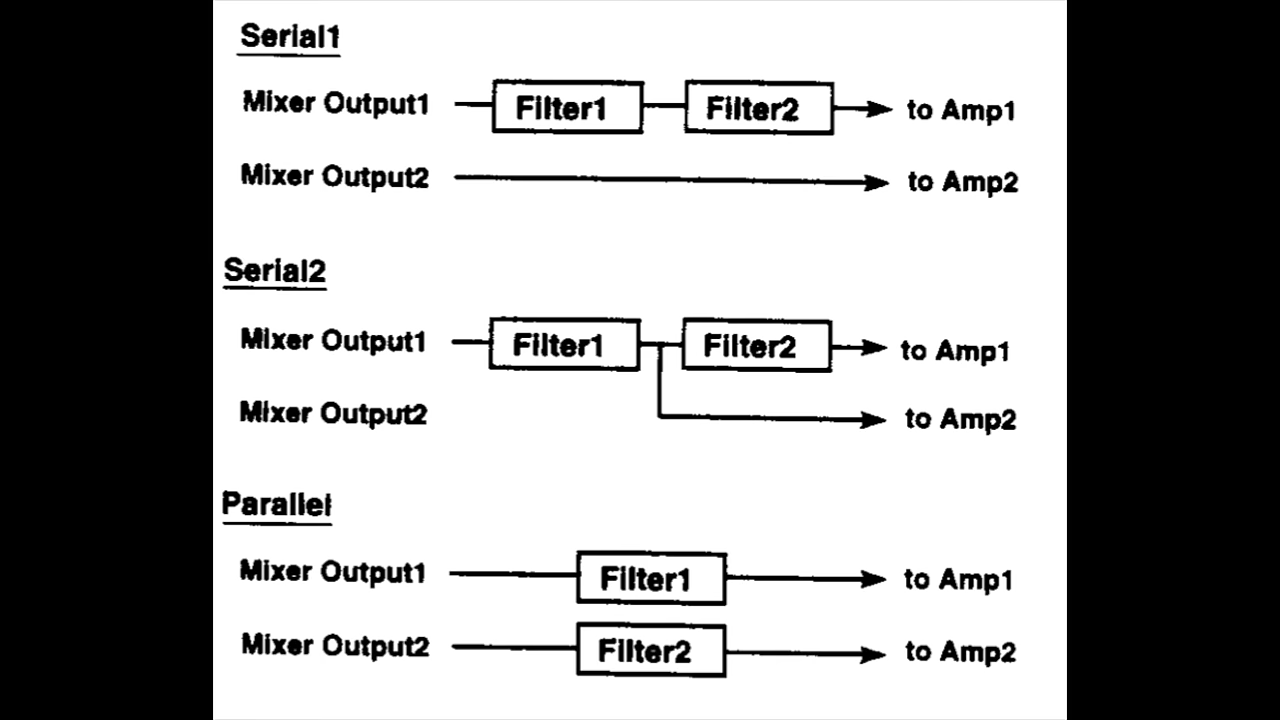 Serial1
Mixer Output1 Filter1 Filter2 to Amp1
Mixer Output2 to Amp2
Serial2
Mixer Output1 Filter1 Filter2 to Amp1
Mixer Output2 to Amp2
Parallel
Mixer Output1 Filter1 to Amp1
Mixer Output2 Filter2 to Amp2